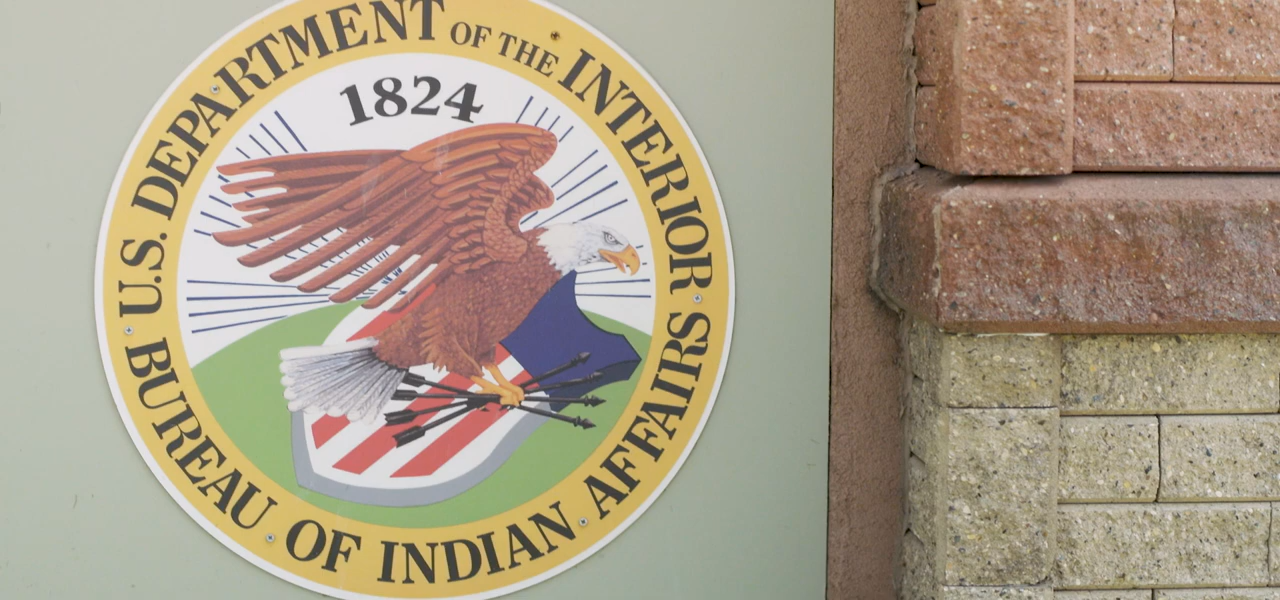 U.S. DEPARTMENT OF THE INTERIOR
1824
BUREAU OF INDIAN AFFAIRS